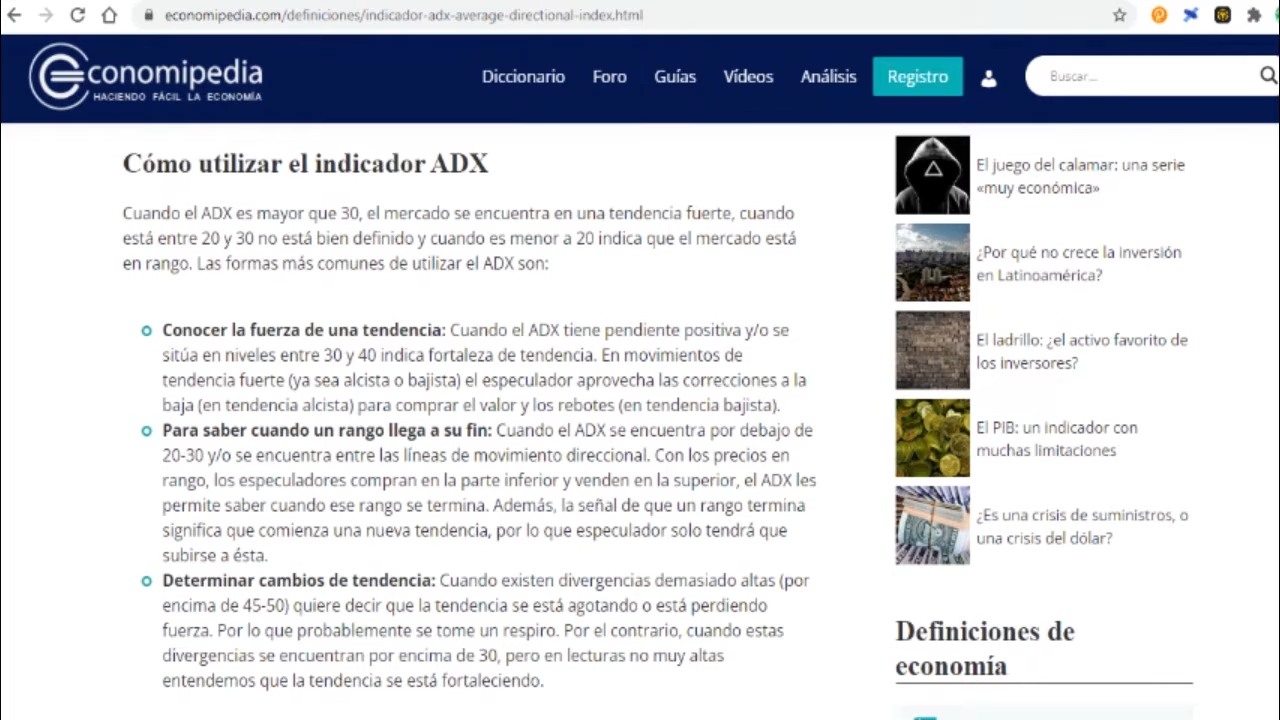 economipedia.com/definiciones/indicador-adx-average-directional-index.html
conomipedia
HACIENDO FÁCIL LA ECONOMÍA
Diccionario Foro Guías Vídeos Análisis Registro Buscar...
Cómo utilizar el indicador ADX
Cuando el ADX es mayor que 30, el mercado se encuentra en una tendencia fuerte, cuando
está entre 20 y 30 no está bien definido y cuando es menor a 20 indica que el mercado está
en rango. Las formas más comunes de utilizar el ADX son:
Conocer la fuerza de una tendencia: Cuando el ADX tiene pendiente positiva y/o se
sitúa en niveles entre 30 y 40 indica fortaleza de tendencia. En movimientos de
tendencia fuerte (ya sea alcista o bajista) el especulador aprovecha las correcciones a la
baja (en tendencia alcista) para comprar el valor y los rebotes (en tendencia bajista).
Para saber cuando un rango llega a su fin: Cuando el ADX se encuentra por debajo de
20-30 y/o se encuentra entre las líneas de movimiento direccional. Con los precios en
rango, los especuladores compran en la parte inferior y venden en la superior, el ADX les
permite saber cuando ese rango se termina. Además, la señal de que un rango termina
significa que comienza una nueva tendencia, por lo que especulador solo tendrá que
subirse a ésta.
Determinar cambios de tendencia: Cuando existen divergencias demasiado altas (por
encima de 45-50) quiere decir que la tendencia se está agotando o está perdiendo
fuerza. Por lo que probablemente se tome un respiro. Por el contrario, cuando estas
divergencias se encuentran por encima de 30, pero en lecturas no muy altas
entendemos que la tendencia se está fortaleciendo.
El juego del calamar: una serie
«muy económica»
¿Por qué no crece la inversión
en Latinoamérica?
El ladrillo: ¿el activo favorito de
los inversores?
El PIB: un indicador con
muchas limitaciones
¿Es una crisis de suministros, o
una crisis del dólar?
Definiciones de
economía